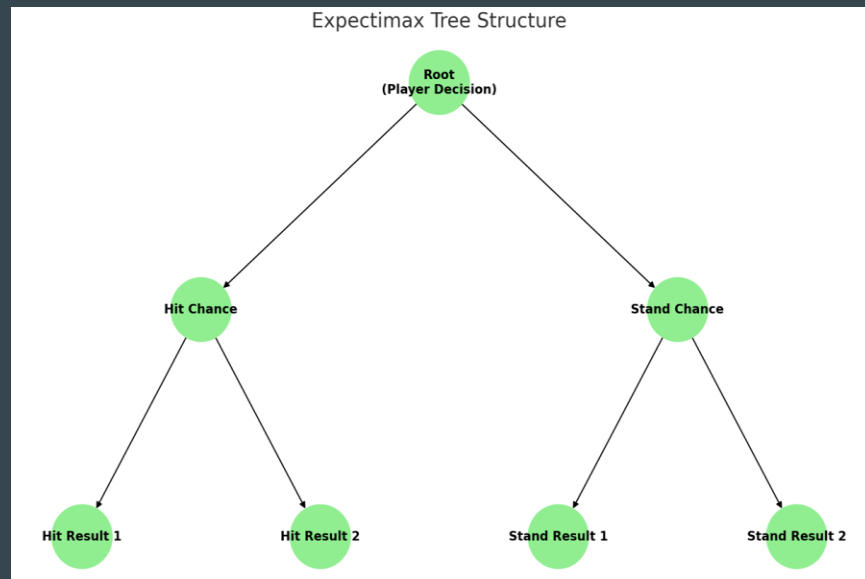 Expectimax Tree Structure
Root
(Player Decision)
Hit Chance
Stand Chance
Hit Result 1
Hit Result 2
Stand Result 1
Stand Result 2